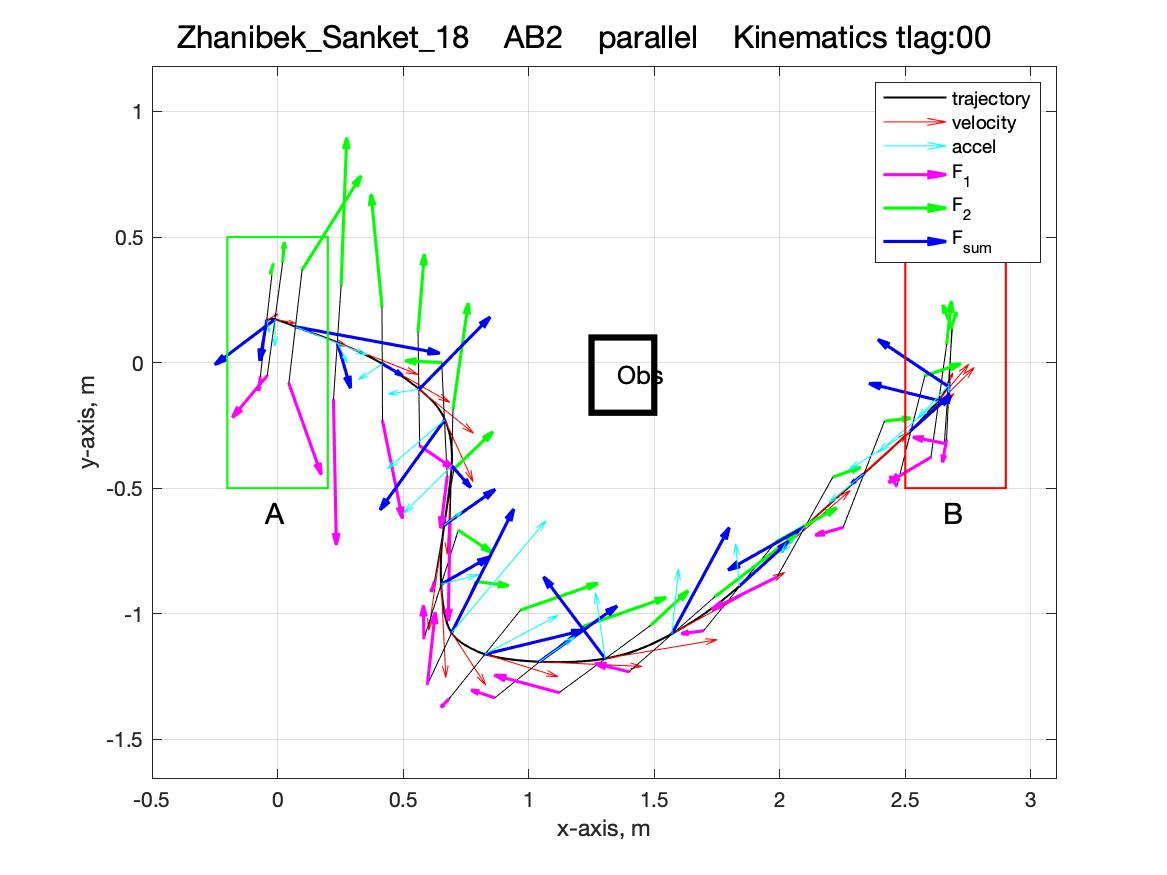 Zhanibek_Sanket_18 AB2 parallel Kinematics tlag:00
trajectory
velocity
accel
F1
F2
Fsum
1
0.5
0
-0.5
-1
-1.5
y-axis, m
A
Obs
B
-0.5 0 0.5 1 1.5 2 2.5 3
x-axis, m